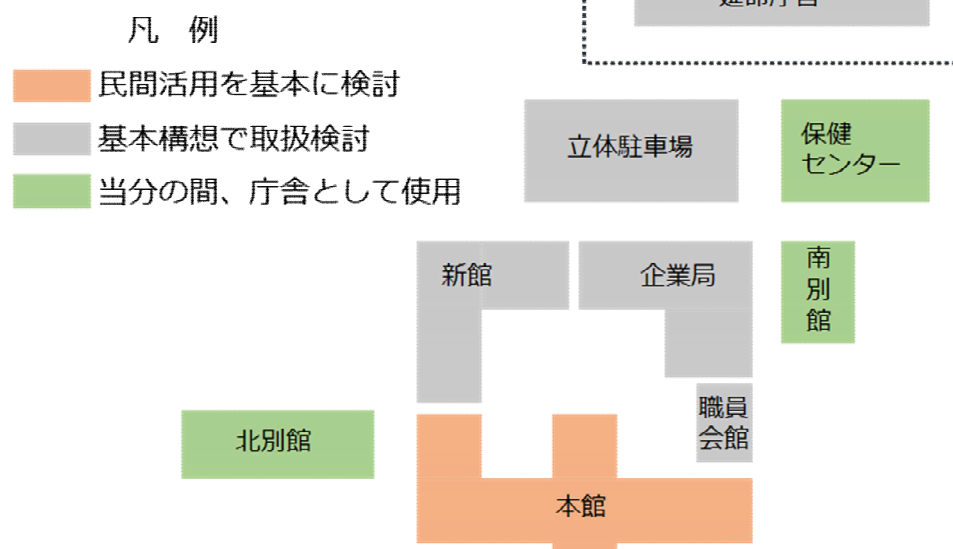 凡　例
民間活用を基本に検討
基本構想で取扱検討
当分の間、庁舎として使用
立体駐車場
保健
センター
新館
企業局
南
別
館
職員
会館
北別館
本館